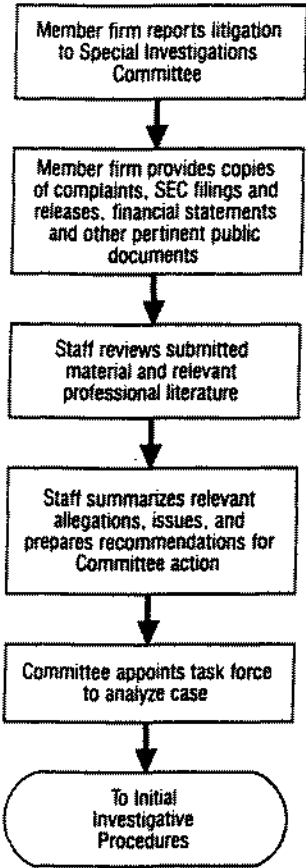 Member firm reports litigation
to Special Investigations
Committee
Member firm provides copies
of complaints, SEC filings and
releases, financial statements
and other pertinent public
documents
Staff reviews submitted
material and relevant
professional literature
Staff summarizes relevant
allegations, issues, and
prepares recommendations for
Committee action
Committee appoints task force
to analyze case
To Initial
Investigative
Procedures